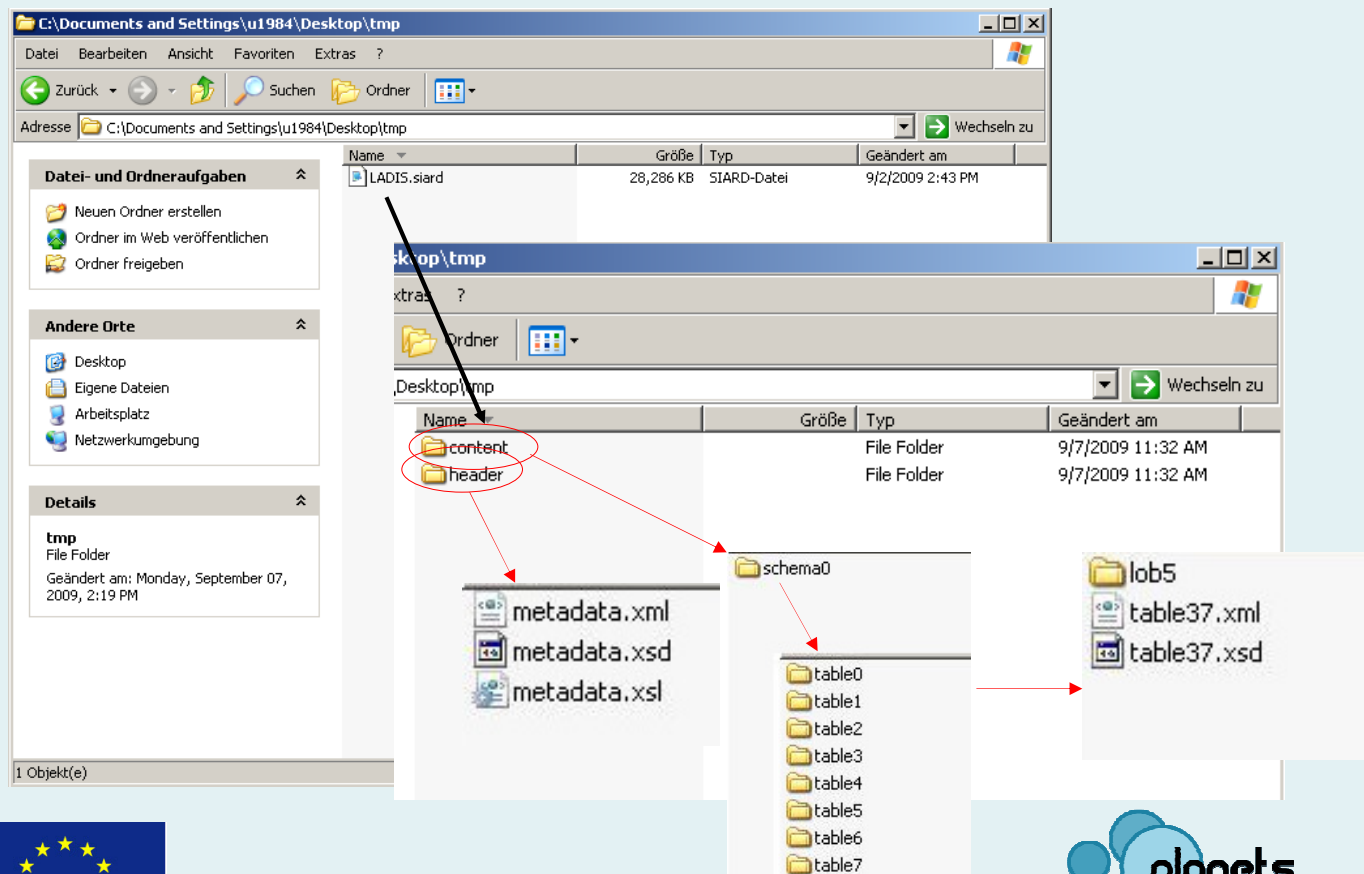 C:\Documents and Settings\u1984\Desktop\tmp
Datei Bearbeiten Ansicht Favoriten Extras ?
Zurück Suchen Ordner
Adresse C:\Documents and Settings\u1984\Desktop\tmp Wechseln zu
Name Größe Typ Geändert am
LADIS.siard 28,286 KB SIARD-Datei 9/2/2009 2:43 PM
Datei- und Ordneraufgaben
Neuen Ordner erstellen
Ordner im Web veröffentlichen
Ordner freigeben
Andere Orte
Desktop
Eigene Dateien
Arbeitsplatz
Netzwerkumgebung
Details
tmp
File Folder
Geändert am: Monday, September 07,
2009, 2:19 PM
1 Objekt(e)
sktop\tmp
xtras ?
Ordner
\Desktop\tmp Wechseln zu
Name Größe Typ Geändert am
content File Folder 9/7/2009 11:32 AM
header File Folder 9/7/2009 11:32 AM
metadata.xml
metadata.xsd
metadata.xsl
schema0
table0
table1
table2
table3
table4
table5
table6
table7
lob5
table37.xml
table37.xsd
planets